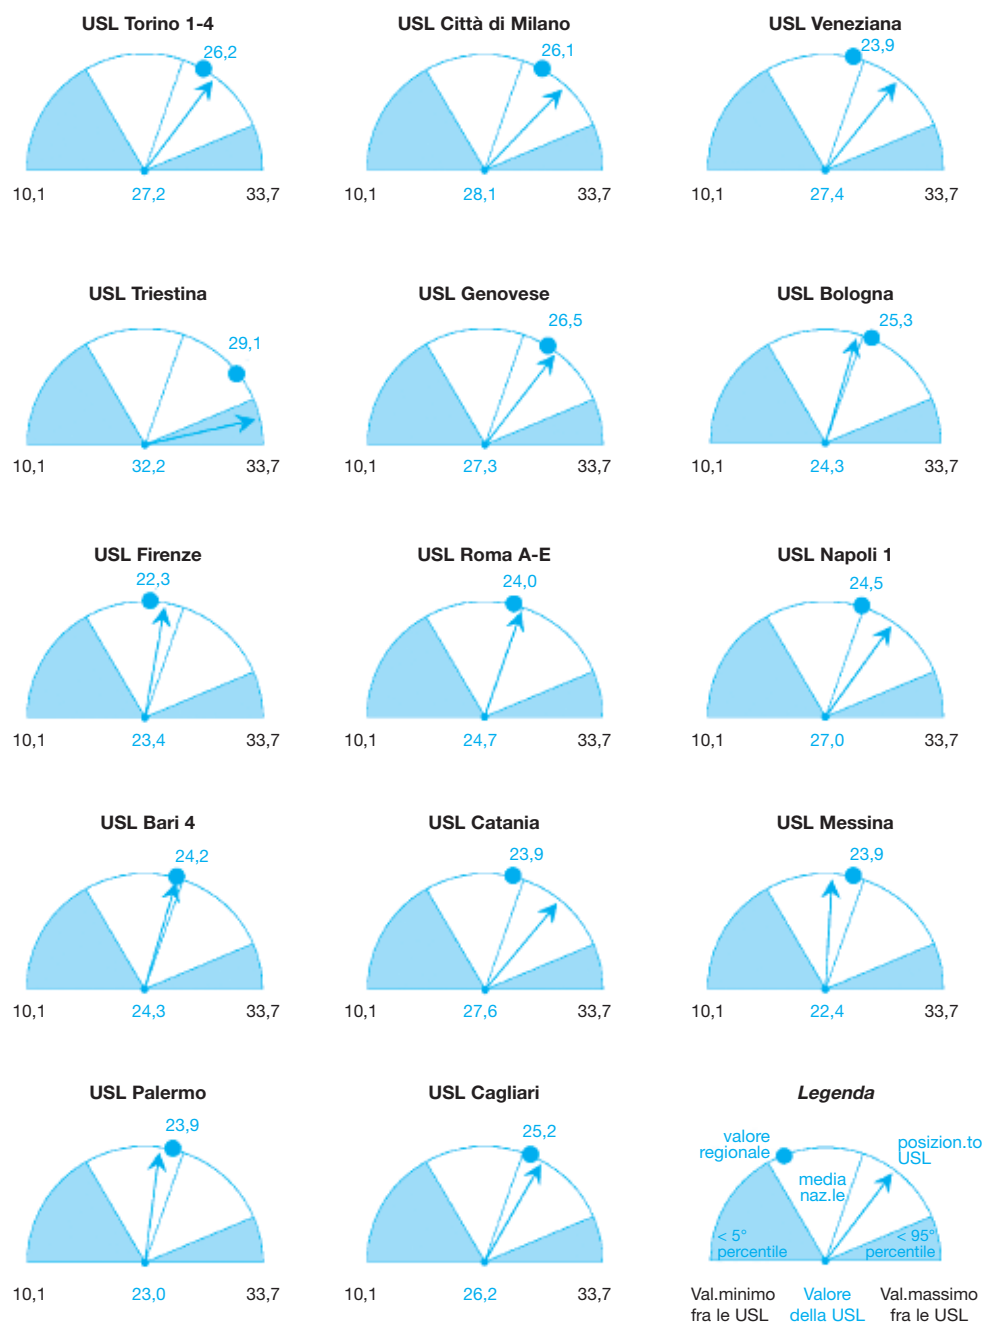 USL Torino 1-4
26,2
10,1 27,2 33,7
USL Città di Milano
26,1
10,1 28,1 33,7
USL Veneziana
23,9
10,1 27,4 33,7
USL Triestina
29,1
10,1 32,2 33,7
USL Genovese
26,5
10,1 27,3 33,7
USL Bologna
25,3
10,1 24,3 33,7
USL Firenze
22,3
10,1 23,4 33,7
USL Roma A-E
24,0
10,1 24,7 33,7
USL Napoli 1
24,5
10,1 27,0 33,7
USL Bari 4
24,2
10,1 24,3 33,7
USL Catania
23,9
10,1 27,6 33,7
USL Messina
23,9
10,1 22,4 33,7
USL Palermo
23,9
10,1 23,0 33,7
USL Cagliari
25,2
10,1 26,2 33,7
Legenda
valore
regionale
posizion.to
USL
media
naz.le
< 5°
percentile
< 95°
percentile
Val.minimo
fra le USL
Valore
della USL
Val.massimo
fra le USL